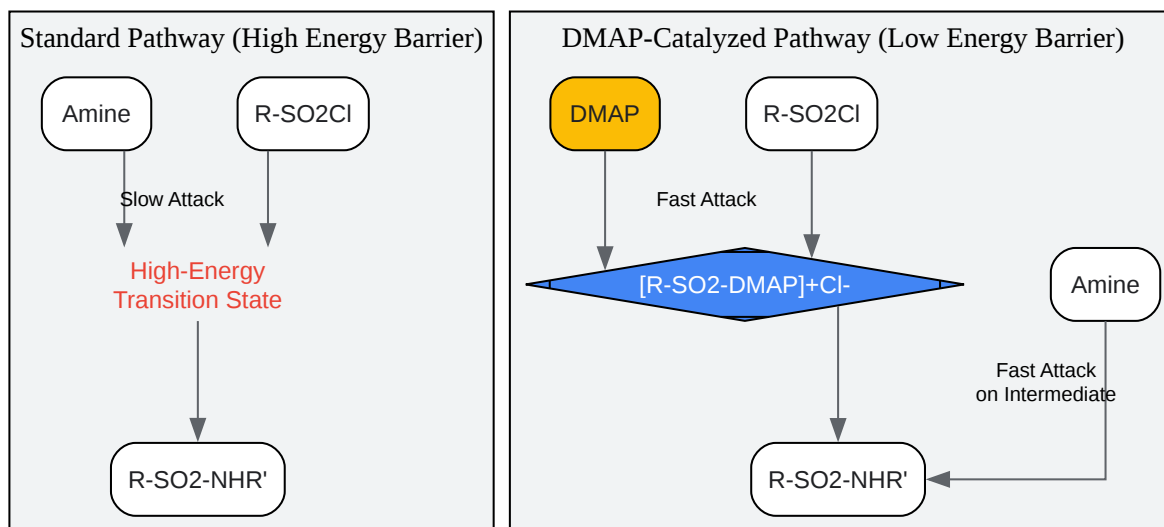 Standard Pathway (High Energy Barrier)
Amine
R-SO2Cl
Slow Attack
High-Energy
Transition State
R-SO2-NHR'
DMAP-Catalyzed Pathway (Low Energy Barrier)
DMAP
R-SO2Cl
Fast Attack
[R-SO2-DMAP]+Cl-
Amine
Fast Attack
on Intermediate
R-SO2-NHR'